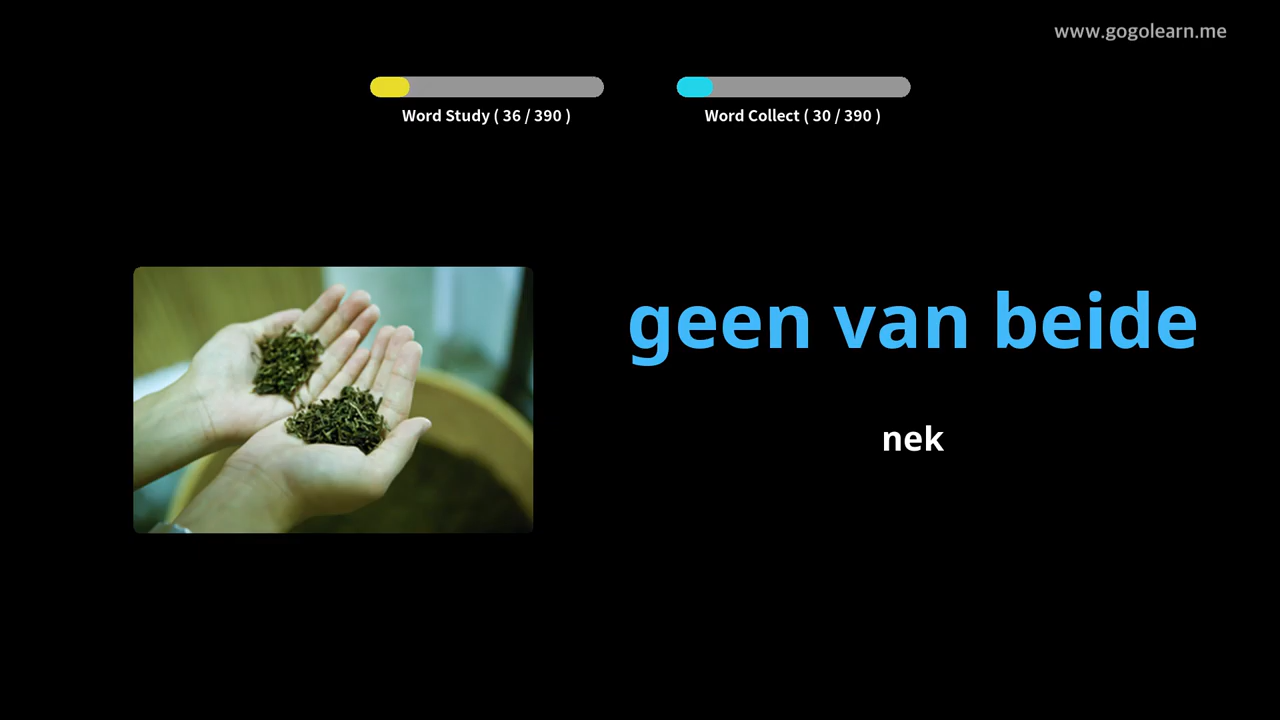 www.gogolearn.me
Word Study ( 36 / 390 )
Word Collect ( 30 / 390 )
geen van beide
nek